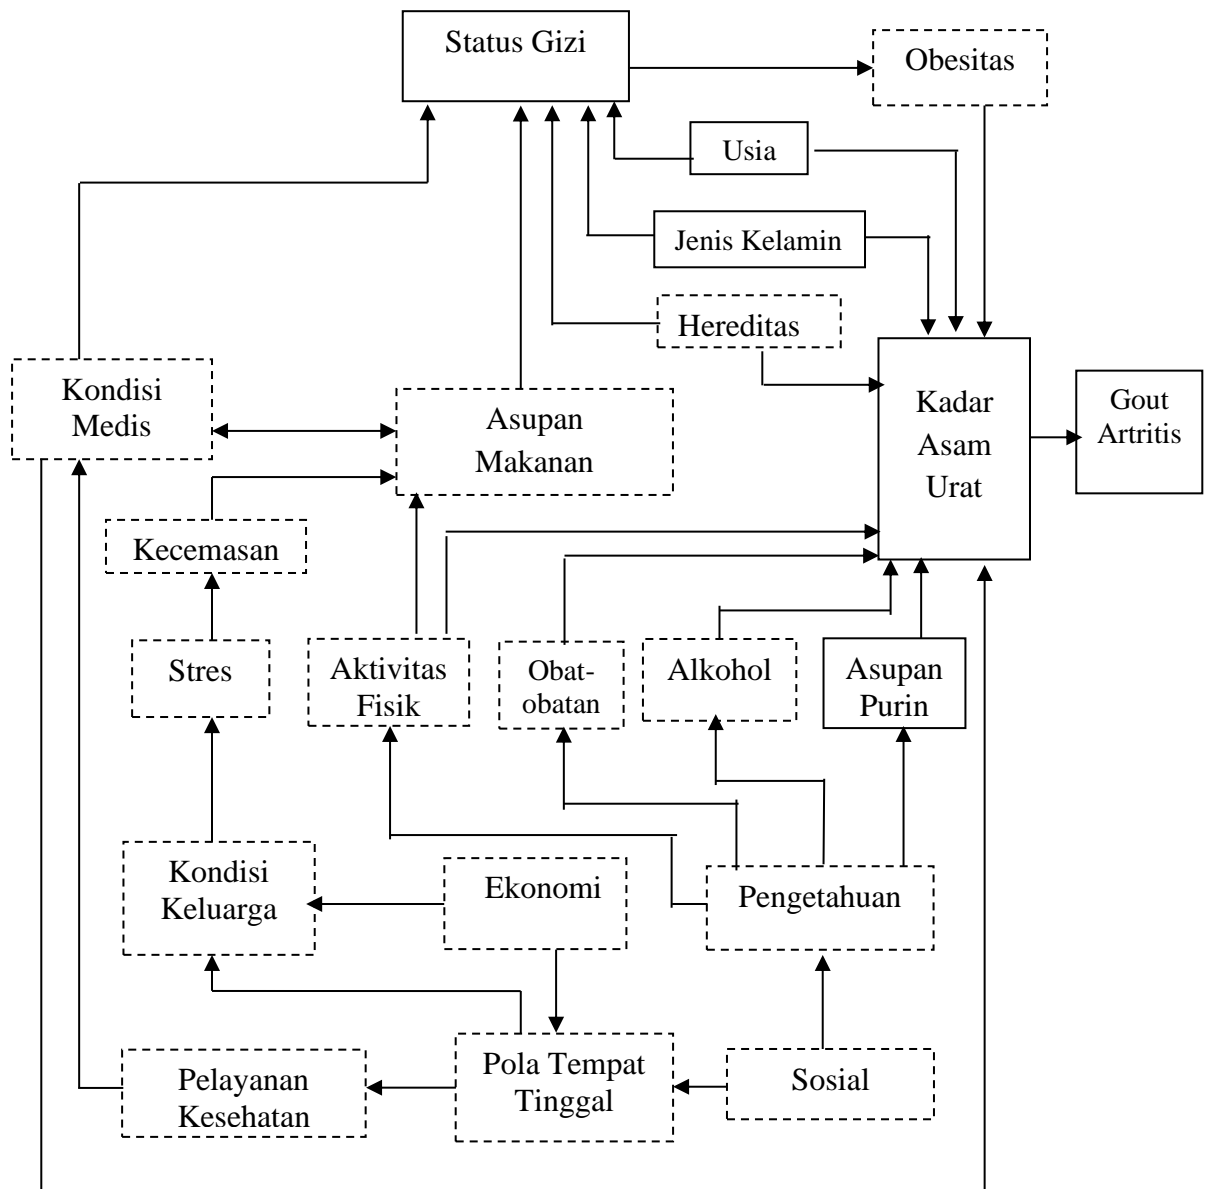 Status Gizi
Obesitas
Usia
Jenis Kelamin
Hereditas
Kondisi
Medis
Asupan
Makanan
Kadar
Asam
Urat
Gout
Artritis
Kecemasan
Stres
Aktivitas
Fisik
Obat-
obatan
Alkohol
Asupan
Purin
Kondisi
Keluarga
Ekonomi
Pengetahuan
Pelayanan
Kesehatan
Pola Tempat
Tinggal
Sosial